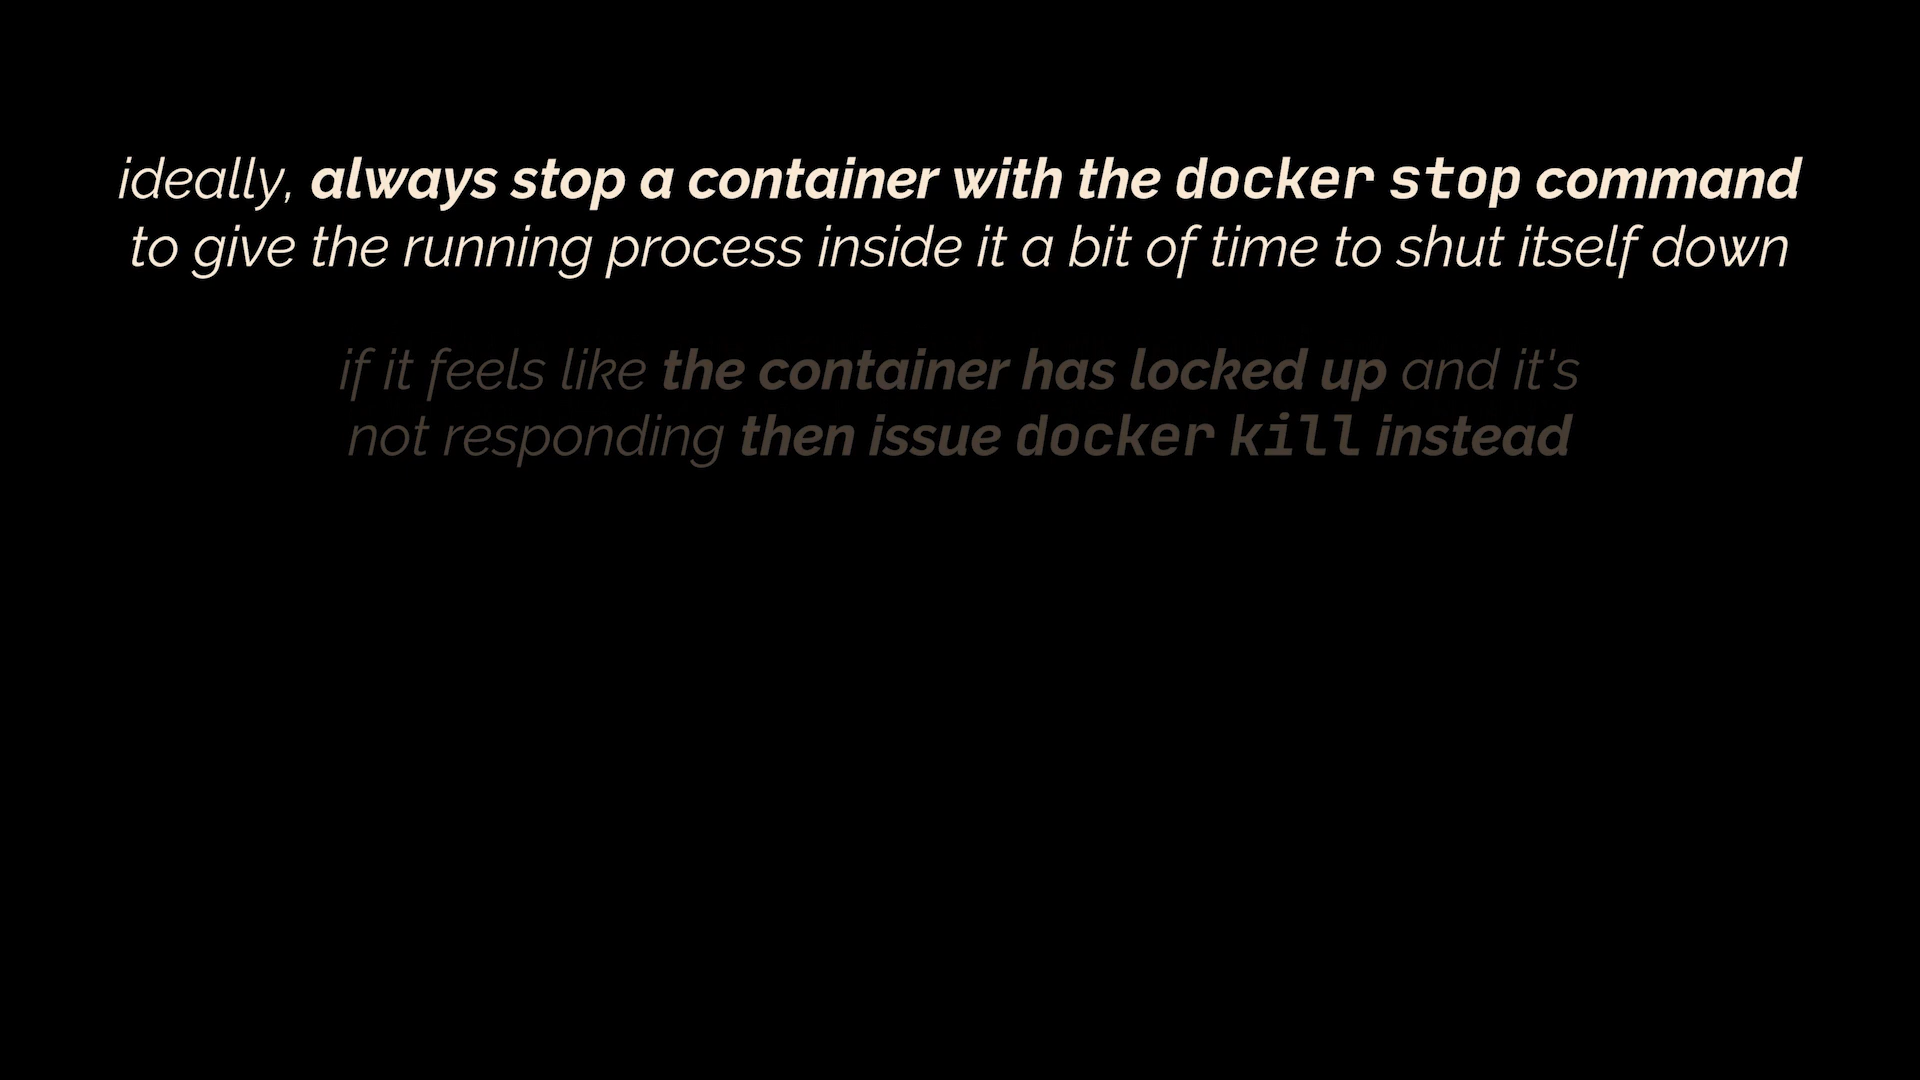 ideally, always stop a container with the docker stop command
to give the running process inside it a bit of time to shut itself down
if it feels like the container has locked up and it's
not responding then issue docker kill instead